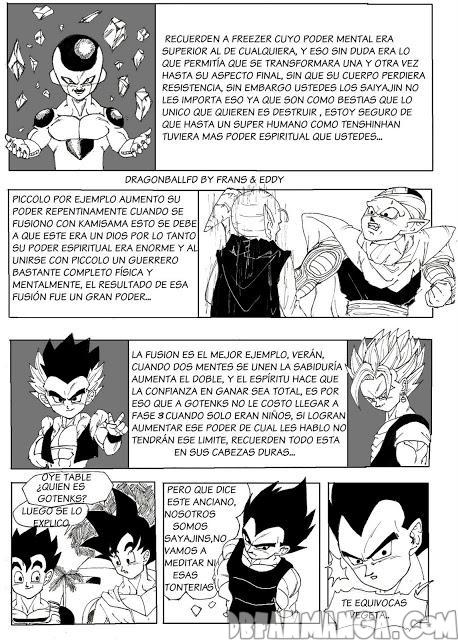 RECUERDEN A FREEZER CUYO PODER MENTAL ERA
SUPERIOR AL DE CUALQUIERA, Y ESO SIN DUDA ERA LO
QUE PERMITÍA QUE SE TRANSFORMARA UNA Y OTRA VEZ
HASTA SU ASPECTO FINAL, SIN QUE SU CUERPO PERDIERA
RESISTENCIA, SIN EMBARGO USTEDES LOS SAIYAJIN NO
LES IMPORTA ESO YA QUE SON COMO BESTIAS QUE LO
UNICO QUE QUIEREN ES DESTRUIR , ESTOY SEGURO DE
QUE HASTA UN SUPER HUMANO COMO TENSHINHAN
TUVIERA MAS PODER ESPIRITUAL QUE USTEDES...
DRAGONBALLFD BY FRANS & EDDY
PICCOLO POR EJEMPLO AUMENTO SU
PODER REPENTINAMENTE CUANDO SE
FUSIONO CON KAMISAMA ESTO SE DEBE
A QUE ESTE ERA UN DIOS POR LO TANTO
SU PODER ESPIRITUAL ERA ENORME Y AL
UNIRSE CON PICCOLO UN GUERRERO
BASTANTE COMPLETO FÍSICA Y
MENTALMENTE, EL RESULTADO DE ESA
FUSIÓN FUE UN GRAN PODER...
LA FUSION ES EL MEJOR EJEMPLO, VERÁN,
CUANDO DOS MENTES SE UNEN LA SABIDURÍA
AUMENTA EL DOBLE, Y EL ESPÍRITU HACE QUE
LA CONFIANZA EN GANAR SEA TOTAL, ES POR
ESO QUE A GOTENKS NO LE COSTO LLEGAR A
FASE 3 CUANDO SOLO ERAN NIÑOS, SI LOGRAN
AUMENTAR ESE PODER DE CUAL LES HABLO NO
TENDRÁN ESE LIMITE, RECUERDEN TODO ESTA
EN SUS CABEZAS DURAS...
OYE TABLE
¿QUIEN ES
GOTENKS?
LUEGO SE LO
EXPLICO
PERO QUE DICE
ESTE ANCIANO,
NOSOTROS
SOMOS
SAYAJINS,NO
VAMOS A
MEDITAR NI
ESAS
TONTERIAS
TE EQUIVOCAS
VEGETA...
DBFANMANGA.COM